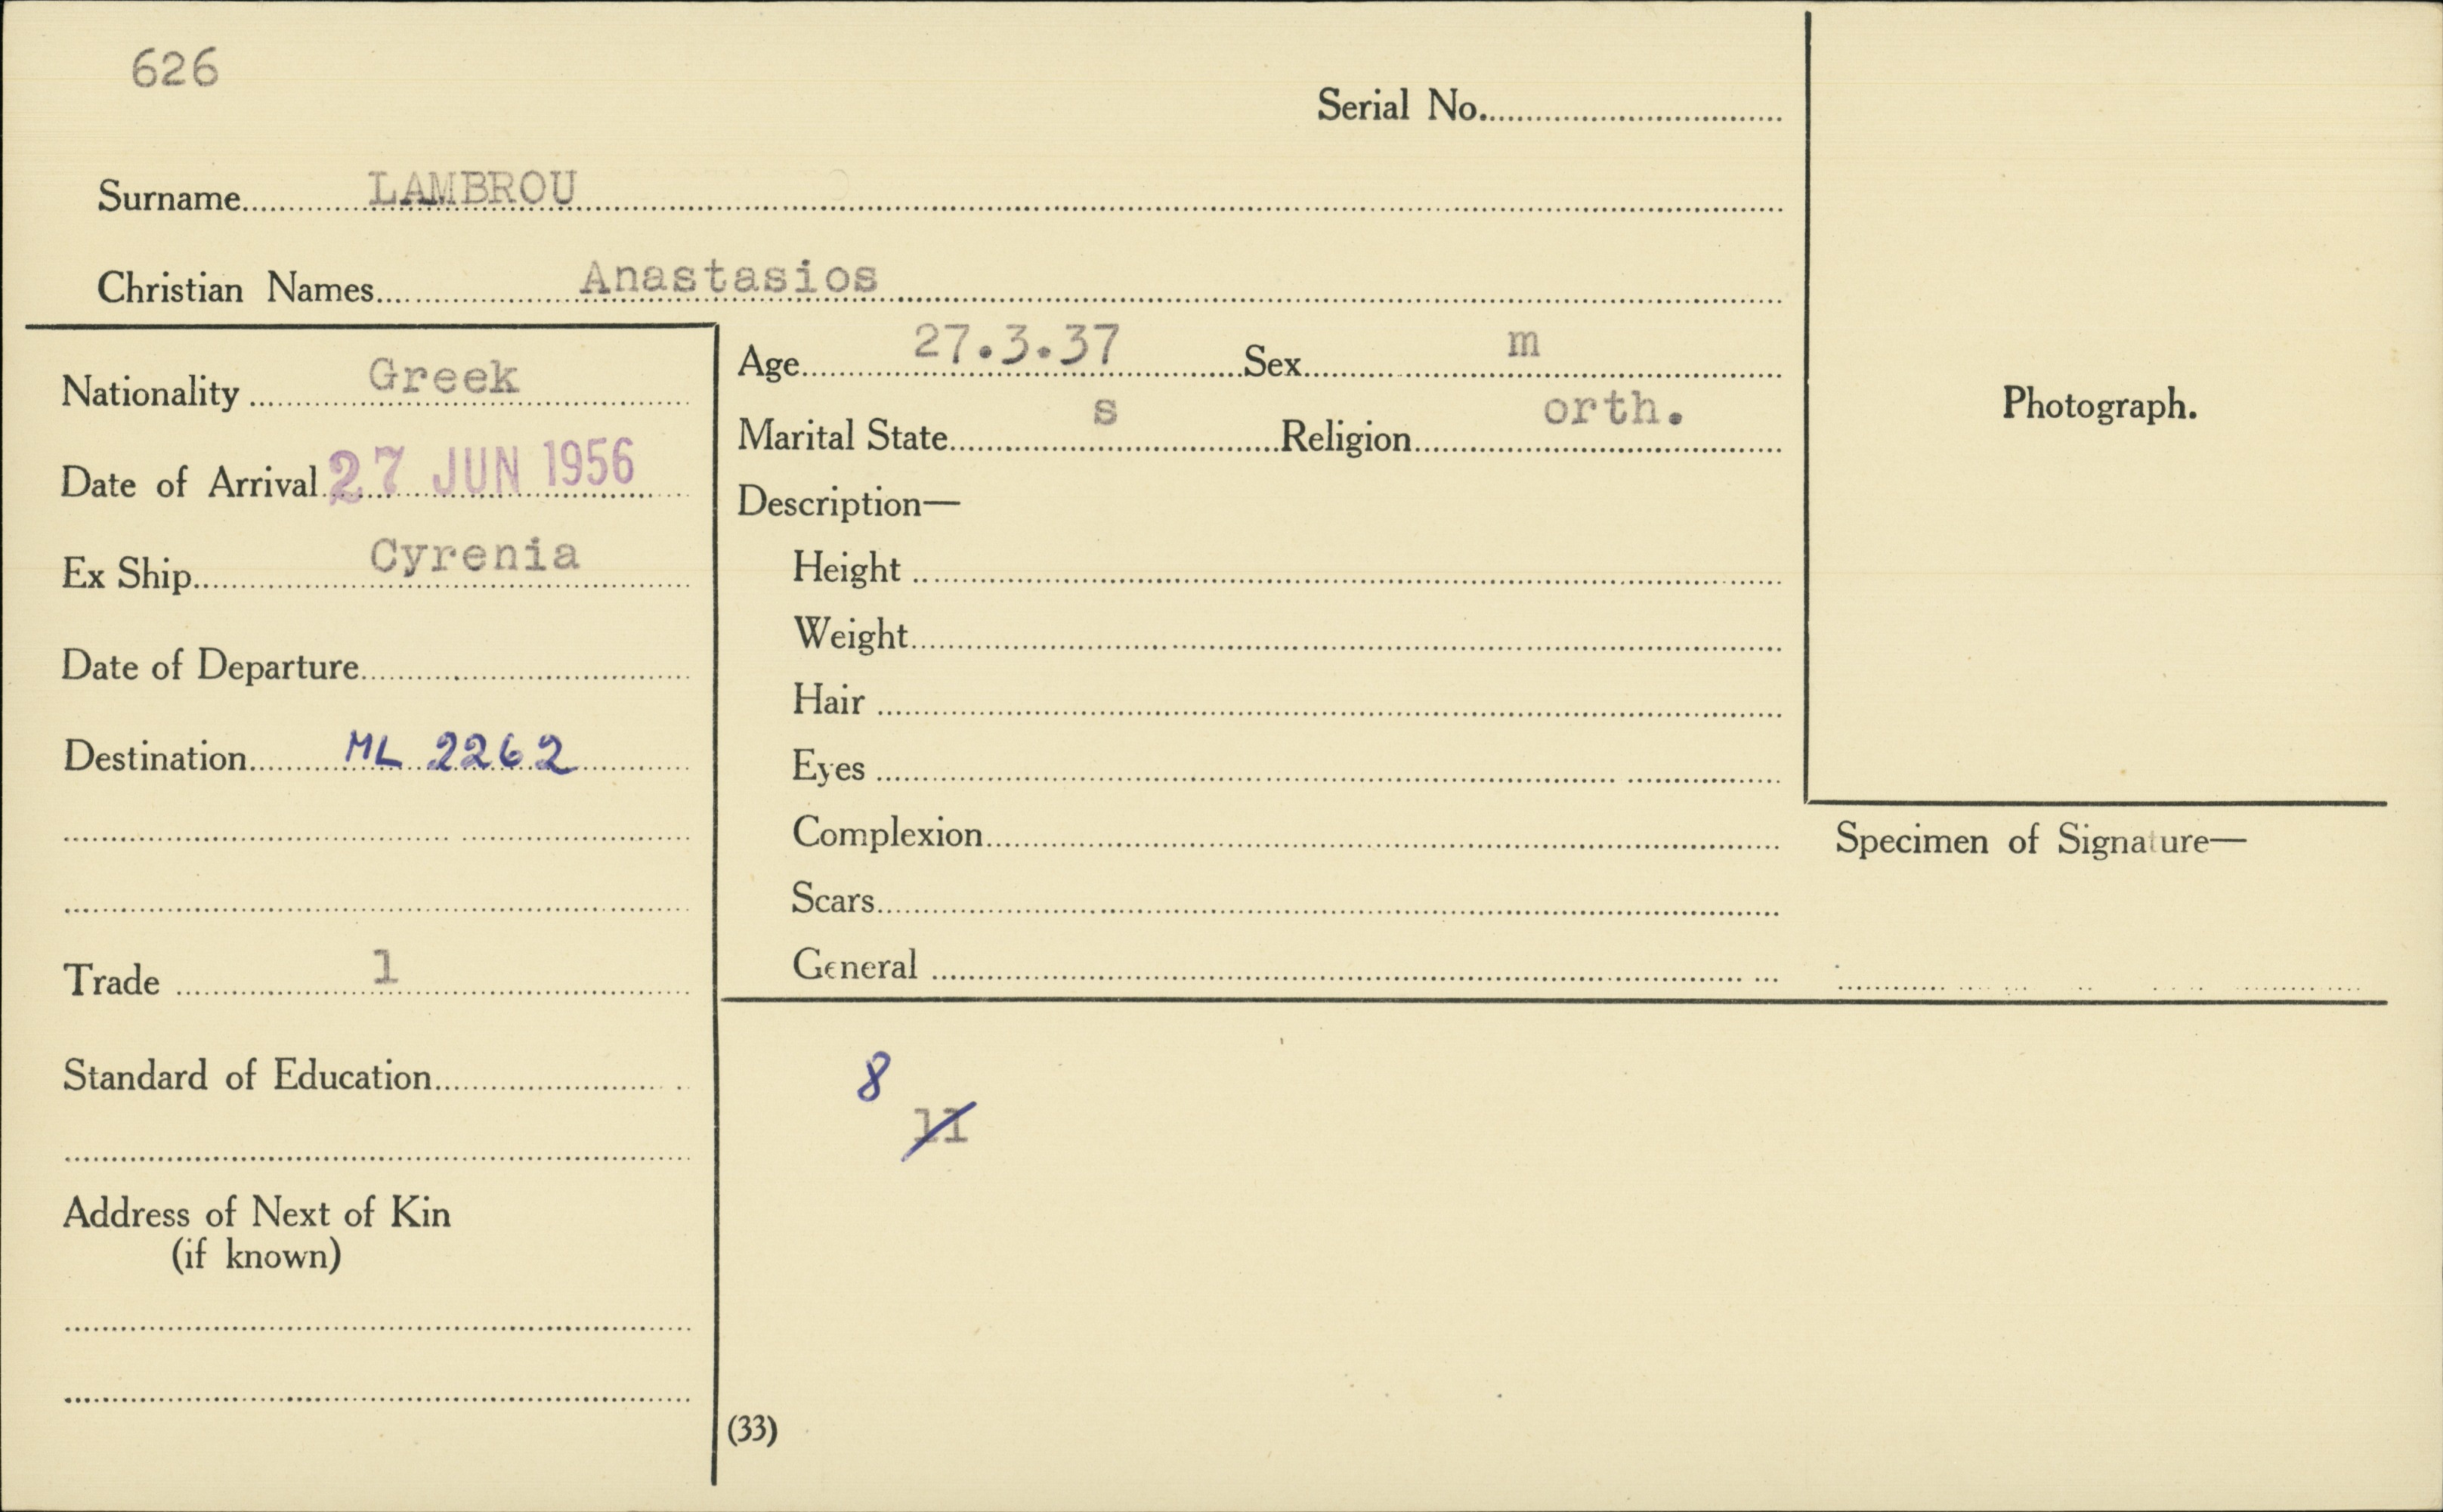 626
Serial No.
Surname LAMBROU
Christian Names Anastasios
Nationality Greek
Date of Arrival 27 JUN 1956
Ex Ship Cyrenia
Date of Departure
Destination ML 2262
Trade 1
Standard of Education
Address of Next of Kin
(if known)
Age 27.3.37 Sex m
Marital State s Religion orth.
Description—
Height
Weight
Hair
Eyes
Complexion
Scars
General
Photograph.
Specimen of Signature—
8
11
(33)